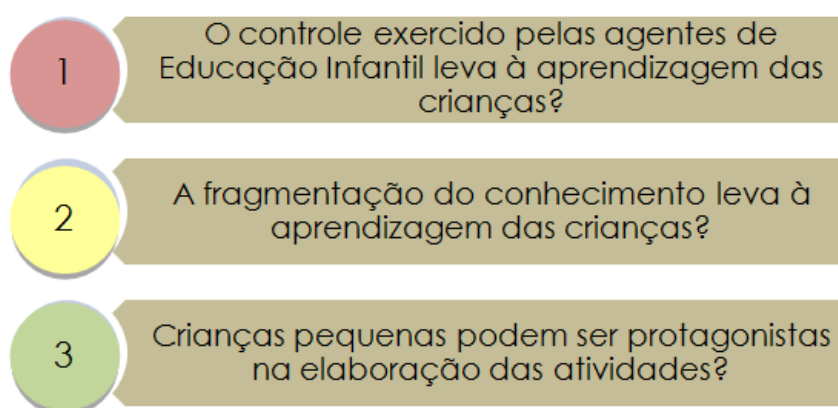 1
O controle exercido pelas agentes de
Educação Infantil leva à aprendizagem das
crianças?
2
A fragmentação do conhecimento leva à
aprendizagem das crianças?
3
Crianças pequenas podem ser protagonistas
na elaboração das atividades?